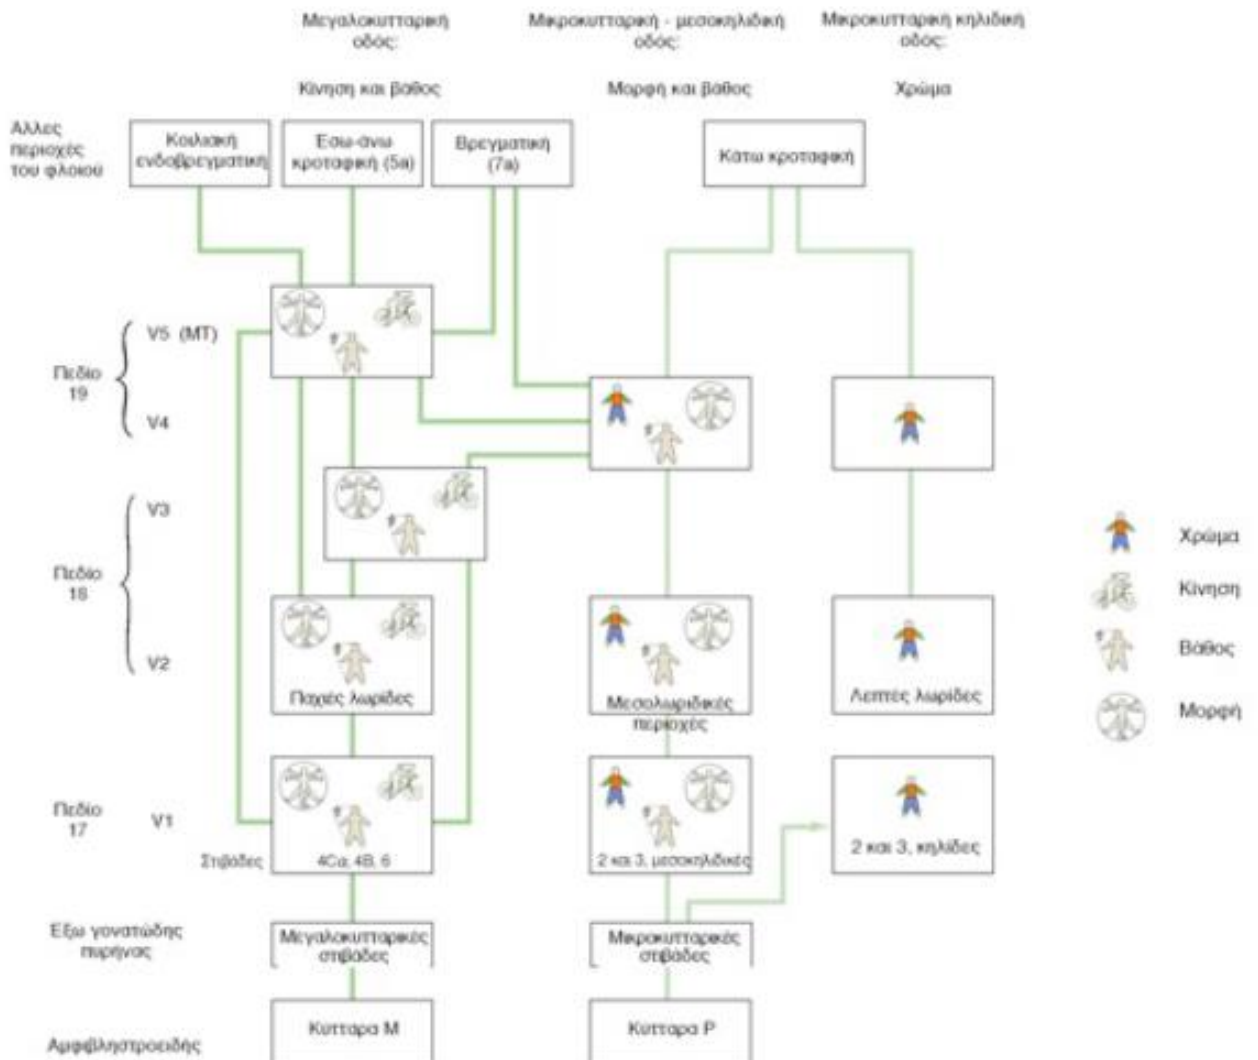 Μεγαλοκυτταρική
οδός:
Μικροκυτταρική - μεσοκηλιδική
οδός:
Μικροκυτταρική κηλιδική
οδός:
Κίνηση και βάθος
Μορφή και βάθος
Χρώμα
Άλλες
περιοχές
του φλοιού
Κοιλιακή
ενδοβρεγματική
Έσω-άνω
κροταφική (5a)
Βρεγματική
(7a)
Κάτω κροταφική
V5 (MT)
Πεδίο
19
V4
V3
Πεδίο
18
V2
Παχιές λωρίδες
Μεσολωριδικές
περιοχές
Λεπτές λωρίδες
Χρώμα
Κίνηση
Βάθος
Μορφή
Πεδίο
17
V1
Στιβάδες
4Cα, 4B, 6
2 και 3, μεσοκηλιδικές
2 και 3, κηλίδες
Έξω γονατώδης
πυρήνας
Μεγαλοκυτταρικές
στιβάδες
Μικροκυτταρικές
στιβάδες
Αμφιβληστροειδής
Κύτταρα M
Κύτταρα P